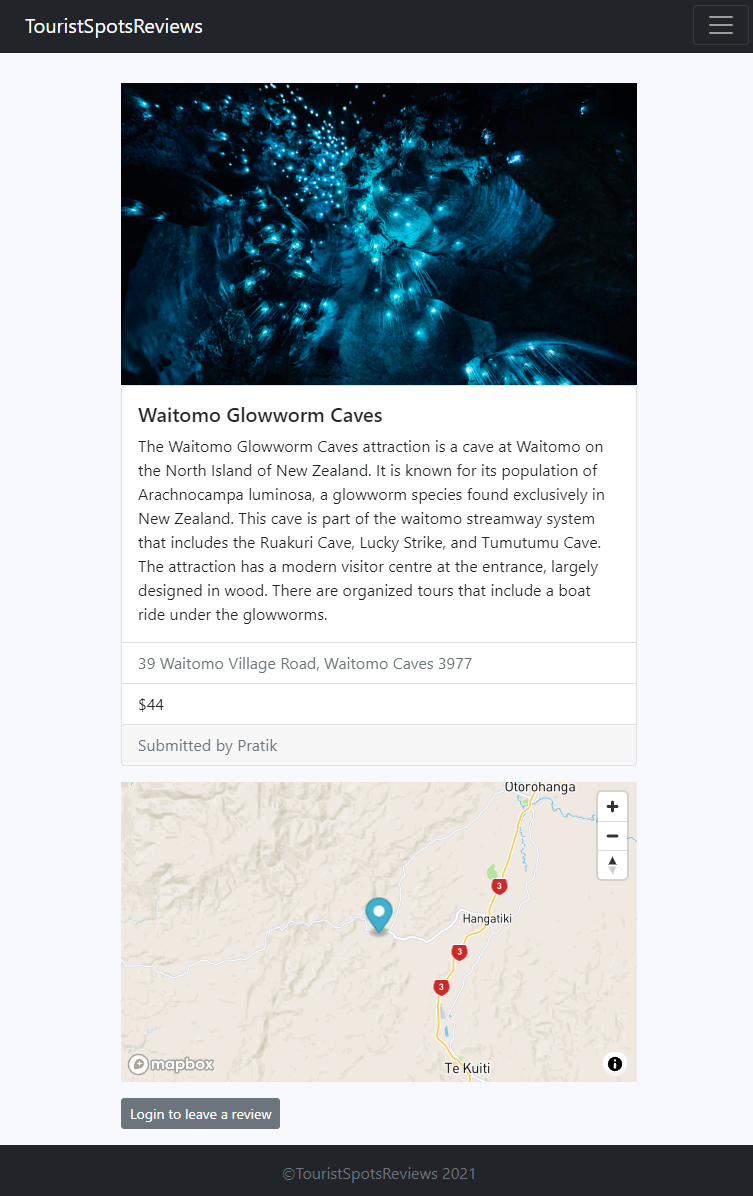 TouristSpotsReviews
Waitomo Glowworm Caves
The Waitomo Glowworm Caves attraction is a cave at Waitomo on
the North Island of New Zealand. It is known for its population of
Arachnocampa luminosa, a glowworm species found exclusively in
New Zealand. This cave is part of the waitomo streamway system
that includes the Ruakuri Cave, Lucky Strike, and Tumutumu Cave.
The attraction has a modern visitor centre at the entrance, largely
designed in wood. There are organized tours that include a boat
ride under the glowworms.
39 Waitomo Village Road, Waitomo Caves 3977
$44
Submitted by Pratik
Otorohanga
3
Hangatiki
3
3
Te Kuiti
mapbox
Login to leave a review
©TouristSpotsReviews 2021